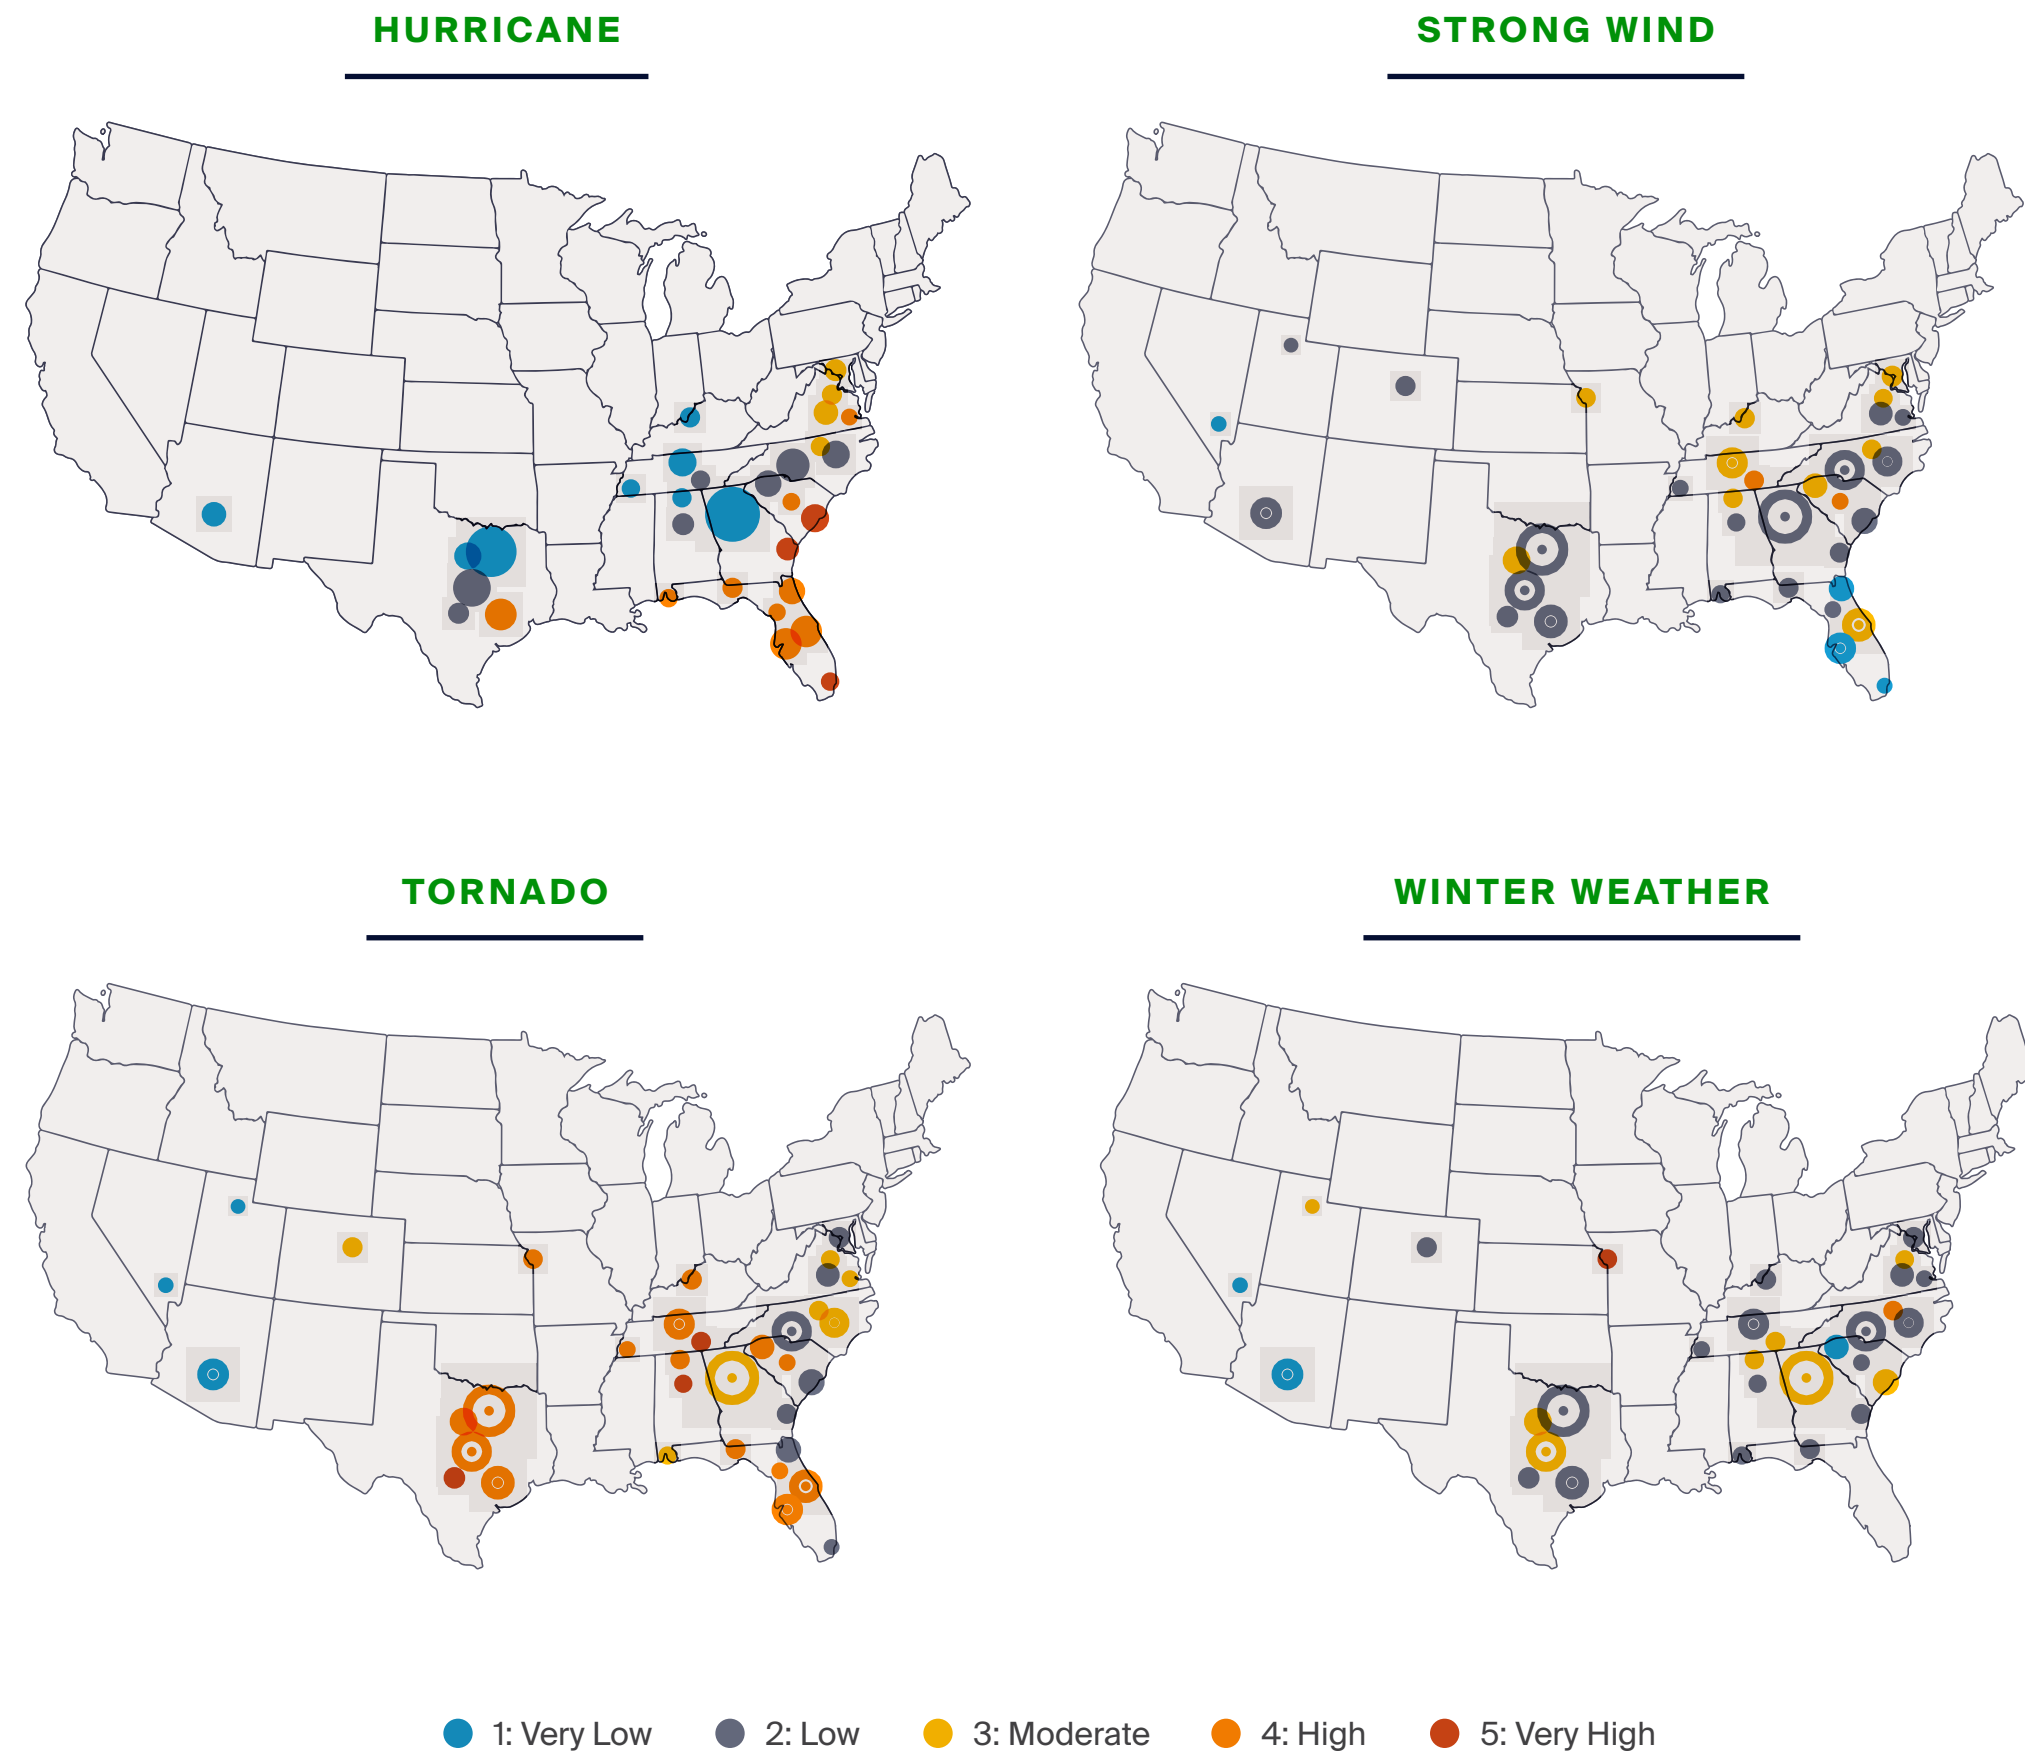 HURRICANE
STRONG WIND
TORNADO
WINTER WEATHER
1: Very Low
2: Low
3: Moderate
4: High
5: Very High